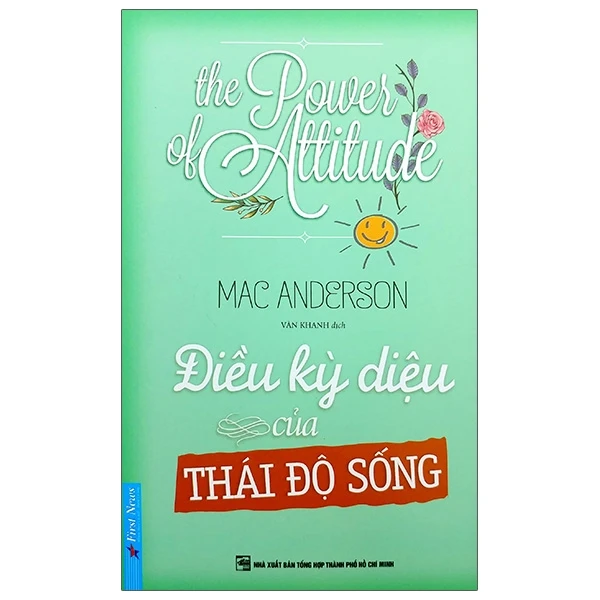 the Power
of Attitude
MAC ANDERSON
VĂN KHANH dịch
Điều kỳ diệu
của
THÁI ĐỘ SỐNG
First News
NHÀ XUẤT BẢN TỔNG HỢP THÀNH PHỐ HỒ CHÍ MINH